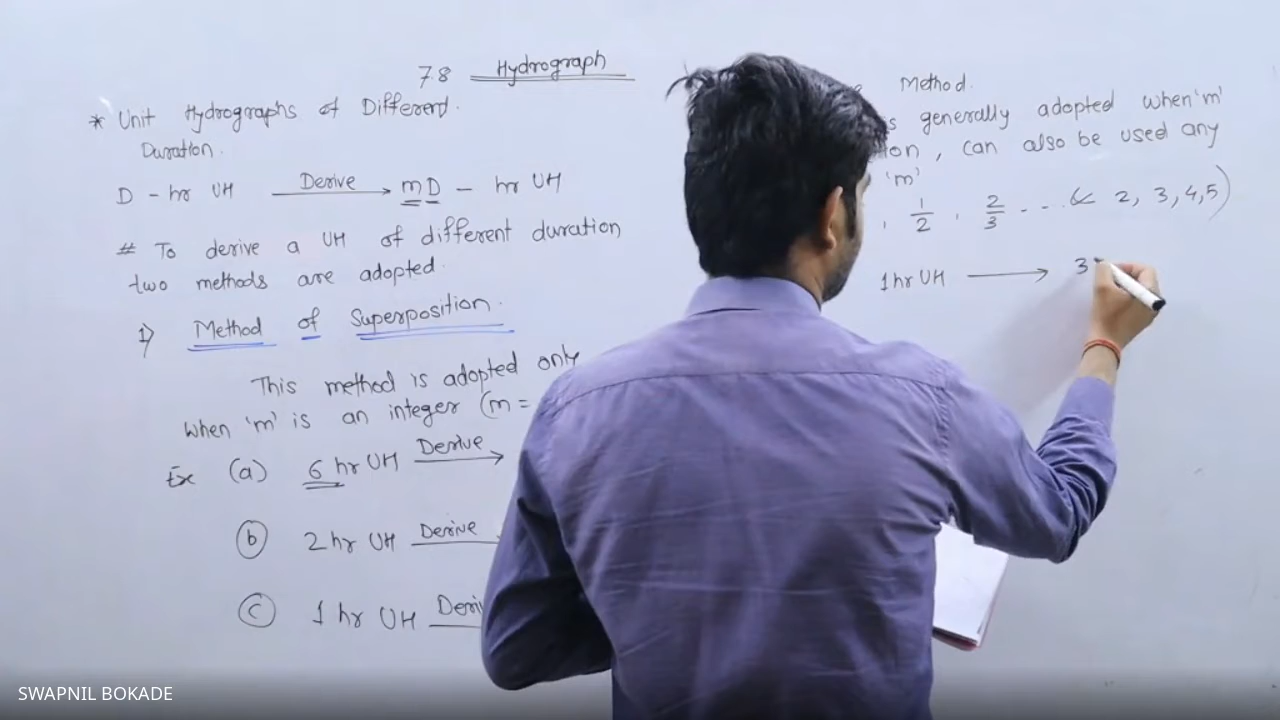 78 Hydrograph
* Unit Hydrographs of Different
Duration.
D - hr UH Derive → mD - hr UH
# To derive a UH of different duration
two methods are adopted.
1) Method of Superposition.
This method is adopted only
when 'm' is an integer (m =
Ex (a) 6 hr UH Derive →
(b) 2 hr UH Derive
(c) 1 hr UH
Method.
generally adopted when 'm'
, can also be used any
'm'
, 1/2 , 2/3 - - . & 2, 3, 4, 5)
1 hr UH → 3
SWAPNIL BOKADE